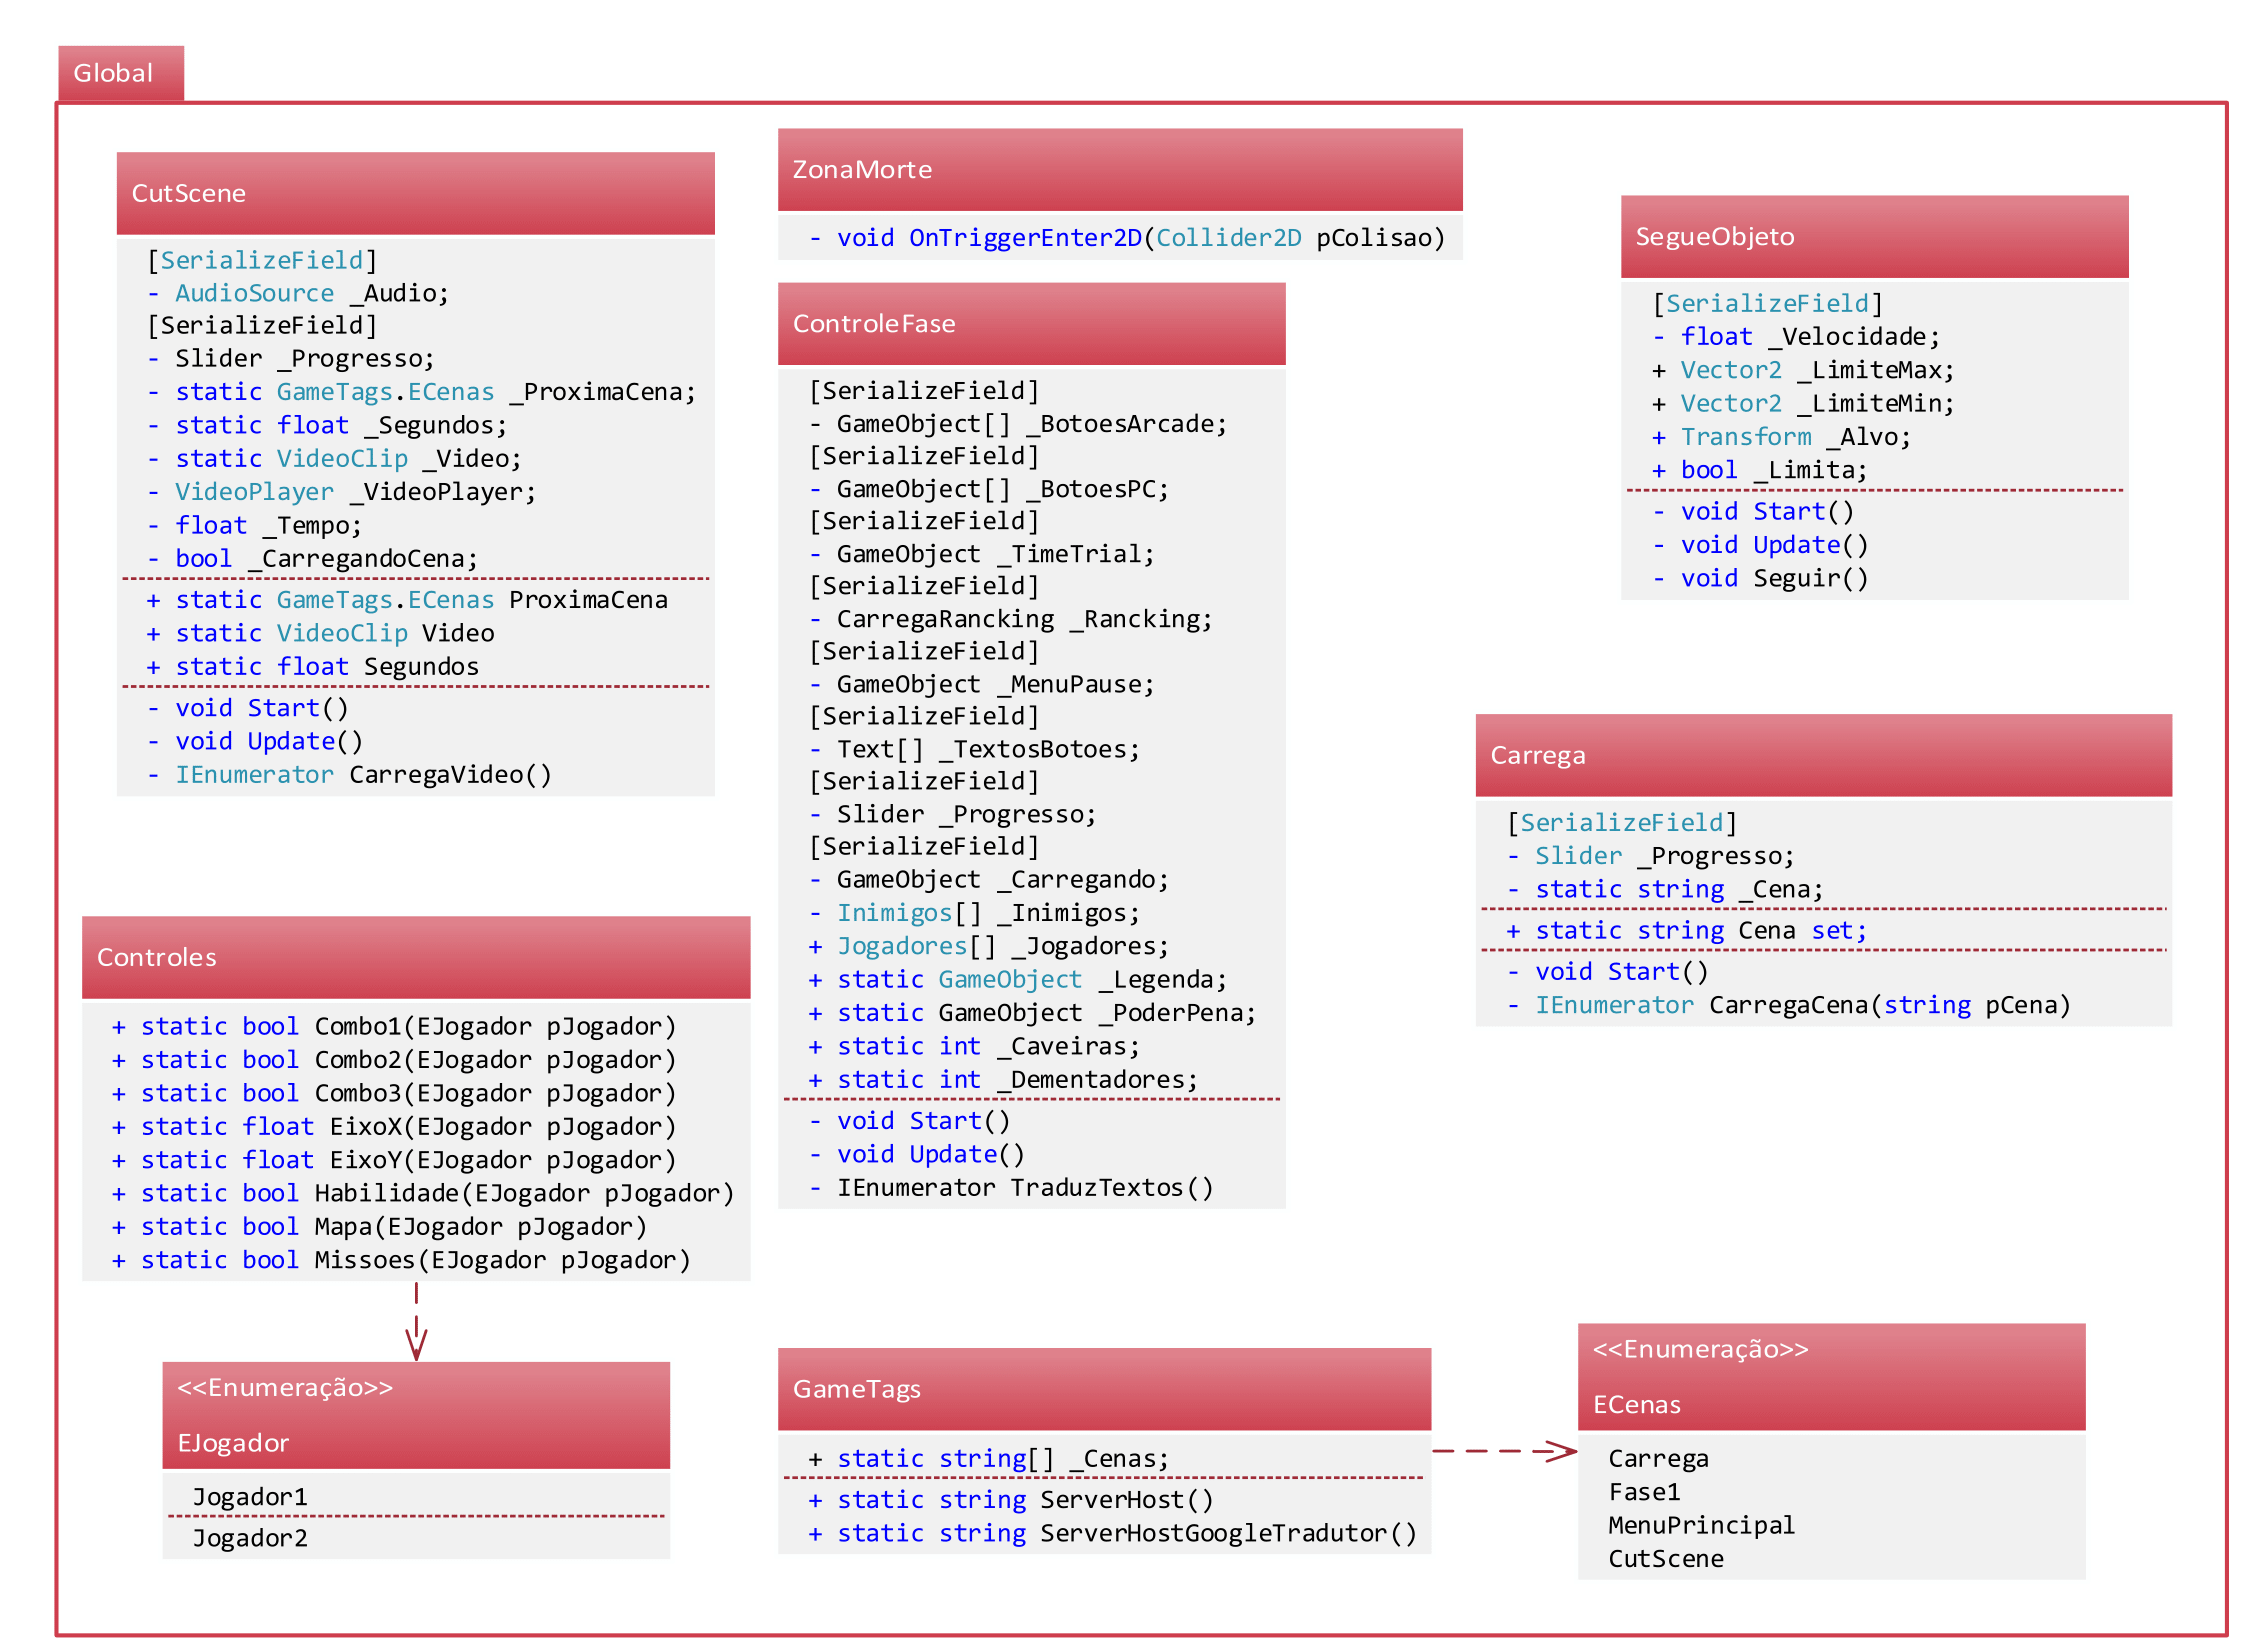 Global
CutScene
[SerializeField]
- AudioSource _Audio;
[SerializeField]
- Slider _Progresso;
- static GameTags.ECenas _ProximaCena;
- static float _Segundos;
- static VideoClip _Video;
- VideoPlayer _VideoPlayer;
- float _Tempo;
- bool _CarregandoCena;
+ static GameTags.ECenas ProximaCena
+ static VideoClip Video
+ static float Segundos
- void Start()
- void Update()
- IEnumerator CarregaVideo()
ZonaMorte
- void OnTriggerEnter2D(Collider2D pColisao)
ControleFase
[SerializeField]
- GameObject[] _BotoesArcade;
[SerializeField]
- GameObject[] _BotoesPC;
[SerializeField]
- GameObject _TimeTrial;
[SerializeField]
- CarregaRancking _Rancking;
[SerializeField]
- GameObject _MenuPause;
[SerializeField]
- Text[] _TextosBotoes;
[SerializeField]
- Slider _Progresso;
[SerializeField]
- GameObject _Carregando;
- Inimigos[] _Inimigos;
+ Jogadores[] _Jogadores;
+ static GameObject _Legenda;
+ static GameObject _PoderPena;
+ static int _Caveiras;
+ static int _Dementadores;
- void Start()
- void Update()
- IEnumerator TraduzTextos()
SegueObjeto
[SerializeField]
- float _Velocidade;
+ Vector2 _LimiteMax;
+ Vector2 _LimiteMin;
+ Transform _Alvo;
+ bool _Limita;
- void Start()
- void Update()
- void Seguir()
Carrega
[SerializeField]
- Slider _Progresso;
- static string _Cena;
+ static string Cena set;
- void Start()
- IEnumerator CarregaCena(string pCena)
Controles
+ static bool Combo1(EJogador pJogador)
+ static bool Combo2(EJogador pJogador)
+ static bool Combo3(EJogador pJogador)
+ static float EixoX(EJogador pJogador)
+ static float EixoY(EJogador pJogador)
+ static bool Habilidade(EJogador pJogador)
+ static bool Mapa(EJogador pJogador)
+ static bool Missoes(EJogador pJogador)
<<Enumeração>>
EJogador
Jogador1
Jogador2
GameTags
+ static string[] _Cenas;
+ static string ServerHost()
+ static string ServerHostGoogleTradutor()
<<Enumeração>>
ECenas
Carrega
Fase1
MenuPrincipal
CutScene